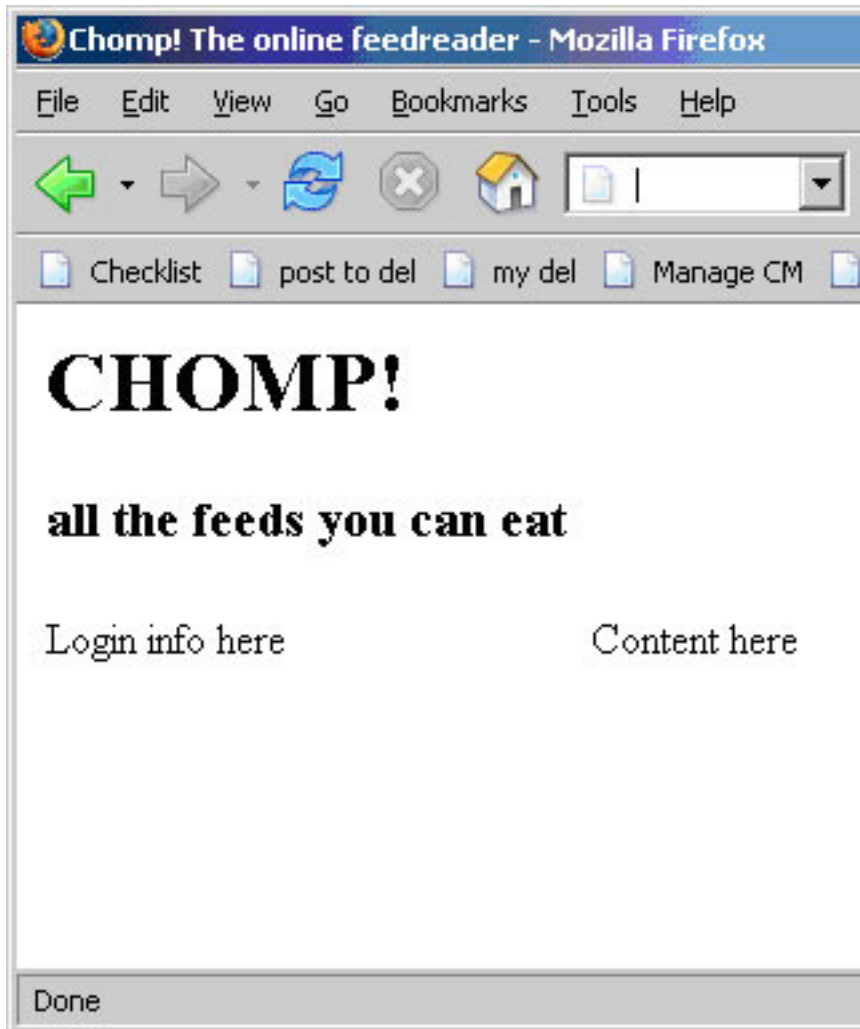 Chomp! The online feedreader - Mozilla Firefox
File Edit View Go Bookmarks Tools Help
Checklist post to del my del Manage CM
CHOMP!
all the feeds you can eat
Login info here Content here
Done